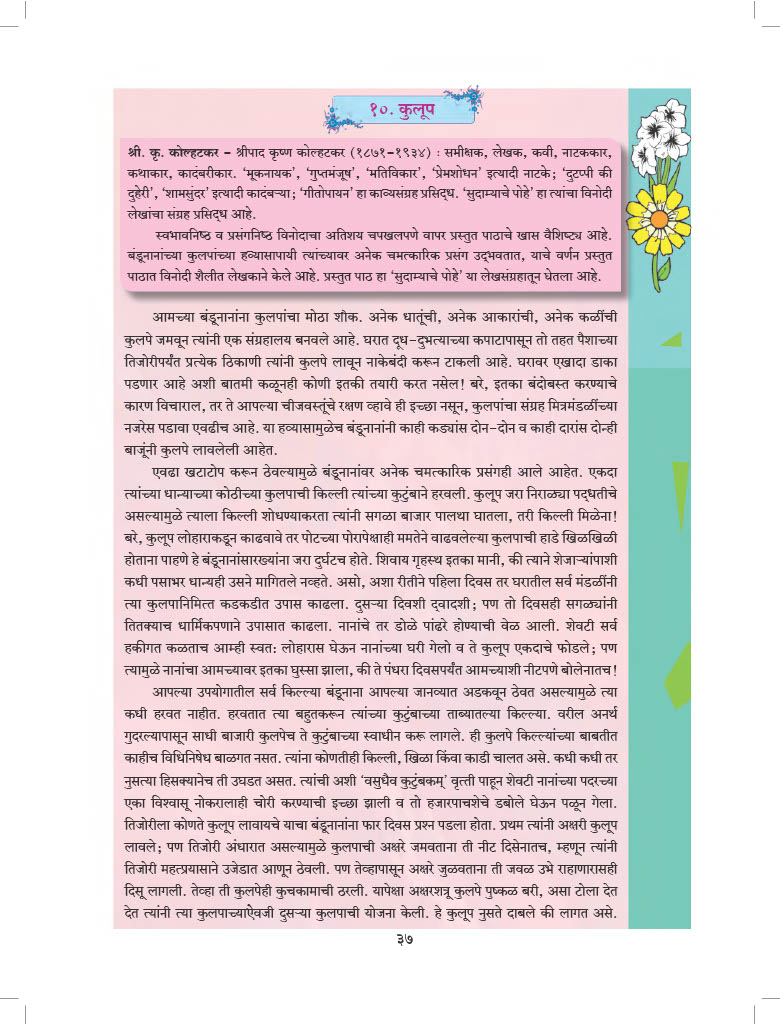 १०. कुलूप
श्री. कृ. कोल्हटकर – श्रीपाद कृष्ण कोल्हटकर (१८७१–१९३४) : समीक्षक, लेखक, कवी, नाटककार,
कथाकार, कादंबरीकार. ‘मूकनायक’, ‘गुप्तमंजूष’, ‘मतिविकार’, ‘प्रेमशोधन’ इत्यादी नाटके; ‘दुटप्पी की
दुहेरी’, ‘शामसुंदर’ इत्यादी कादंबऱ्या; ‘गीतोपायन’ हा काव्यसंग्रह प्रसिद्ध. ‘सुदाम्याचे पोहे’ हा त्यांचा विनोदी
लेखांचा संग्रह प्रसिद्ध आहे.
स्वभावनिष्ठ व प्रसंगनिष्ठ विनोदाचा अतिशय चपखलपणे वापर प्रस्तुत पाठाचे खास वैशिष्ट्य आहे.
बंडूनानांच्या कुलपांच्या हव्यासापायी त्यांच्यावर अनेक चमत्कारिक प्रसंग उद्भवतात, याचे वर्णन प्रस्तुत
पाठात विनोदी शैलीत लेखकाने केले आहे. प्रस्तुत पाठ हा ‘सुदाम्याचे पोहे’ या लेखसंग्रहातून घेतला आहे.
आमच्या बंडूनानांना कुलपांचा मोठा शौक. अनेक धातूंची, अनेक आकारांची, अनेक कळींची
कुलपे जमवून त्यांनी एक संग्रहालय बनवले आहे. घरात दूध–दुभत्याच्या कपाटापासून तो तहत पैशाच्या
तिजोरीपर्यंत प्रत्येक ठिकाणी त्यांनी कुलपे लावून नाकेबंदी करून टाकली आहे. घरावर एखादा डाका
पडणार आहे अशी बातमी कळूनही कोणी इतकी तयारी करत नसेल! बरे, इतका बंदोबस्त करण्याचे
कारण विचाराल, तर ते आपल्या चीजवस्तूंचे रक्षण व्हावे ही इच्छा नसून, कुलपांचा संग्रह मित्रमंडळींच्या
नजरेस पडावा एवढीच आहे. या हव्यासामुळेच बंडूनानांनी काही कड्यांस दोन–दोन व काही दारांस दोन्ही
बाजूंनी कुलपे लावलेली आहेत.
एवढा खटाटोप करून ठेवल्यामुळे बंडूनानांवर अनेक चमत्कारिक प्रसंगही आले आहेत. एकदा
त्यांच्या धान्याच्या कोठीच्या कुलपाची किल्ली त्यांच्या कुटुंबाने हरवली. कुलूप जरा निराळ्या पद्धतीचे
असल्यामुळे त्याला किल्ली शोधण्याकरता त्यांनी सगळा बाजार पालथा घातला, तरी किल्ली मिळेना!
बरे, कुलूप लोहाराकडून काढवावे तर पोटच्या पोरापेक्षाही ममतेने वाढवलेल्या कुलपाची हाडे खिळखिळी
होताना पाहणे हे बंडूनानांसारख्यांना जरा दुर्घटच होते. शिवाय गृहस्थ इतका मानी, की त्याने शेजाऱ्यांपाशी
कधी पसाभर धान्यही उसने मागितले नव्हते. असो, अशा रीतीने पहिला दिवस तर घरातील सर्व मंडळींनी
त्या कुलपानिमित्त कडकडीत उपास काढला. दुसऱ्या दिवशी द्वादशी; पण तो दिवसही सगळ्यांनी
तितक्याच धार्मिकपणाने उपासात काढला. नानांचे तर डोळे पांढरे होण्याची वेळ आली. शेवटी सर्व
हकीगत कळताच आम्ही स्वत: लोहारास घेऊन नानांच्या घरी गेलो व ते कुलूप एकदाचे फोडले; पण
त्यामुळे नानांचा आमच्यावर इतका घुस्सा झाला, की ते पंधरा दिवसपर्यंत आमच्याशी नीटपणे बोलेनातच!
आपल्या उपयोगातील सर्व किल्ल्या बंडूनाना आपल्या जानव्यात अडकवून ठेवत असल्यामुळे त्या
कधी हरवत नाहीत. हरवतात त्या बहुतकरून त्यांच्या कुटुंबाच्या ताब्यातल्या किल्ल्या. वरील अनर्थ
गुदरल्यापासून साधी बाजारी कुलपेच ते कुटुंबाच्या स्वाधीन करू लागले. ही कुलपे किल्ल्यांच्या बाबतीत
काहीच विधिनिषेध बाळगत नसत. त्यांना कोणतीही किल्ली, खिळा किंवा काडी चालत असे. कधी कधी तर
नुसत्या हिसक्यानेच ती उघडत असत. त्यांची अशी ‘वसुधैव कुटुंबकम्’ वृत्ती पाहून शेवटी नानांच्या पदरच्या
एका विश्वासू नोकरालाही चोरी करण्याची इच्छा झाली व तो हजारपाचशेचे डबोले घेऊन पळून गेला.
तिजोरीला कोणते कुलूप लावायचे याचा बंडूनानांना फार दिवस प्रश्न पडला होता. प्रथम त्यांनी अक्षरी कुलूप
लावले; पण तिजोरी अंधारात असल्यामुळे कुलपाची अक्षरे जमवताना ती नीट दिसेनातच, म्हणून त्यांनी
तिजोरी महत्प्रयासाने उजेडात आणून ठेवली. पण तेव्हापासून अक्षरे जुळवताना ती जवळ उभे राहाणारासही
दिसू लागली. तेव्हा ती कुलपेही कुचकामाची ठरली. यापेक्षा अक्षरशत्रू कुलपे पुष्कळ बरी, असा टोला देत
देत त्यांनी त्या कुलपाच्याऐवजी दुसऱ्या कुलपाची योजना केली. हे कुलूप नुसते दाबले की लागत असे.
३७